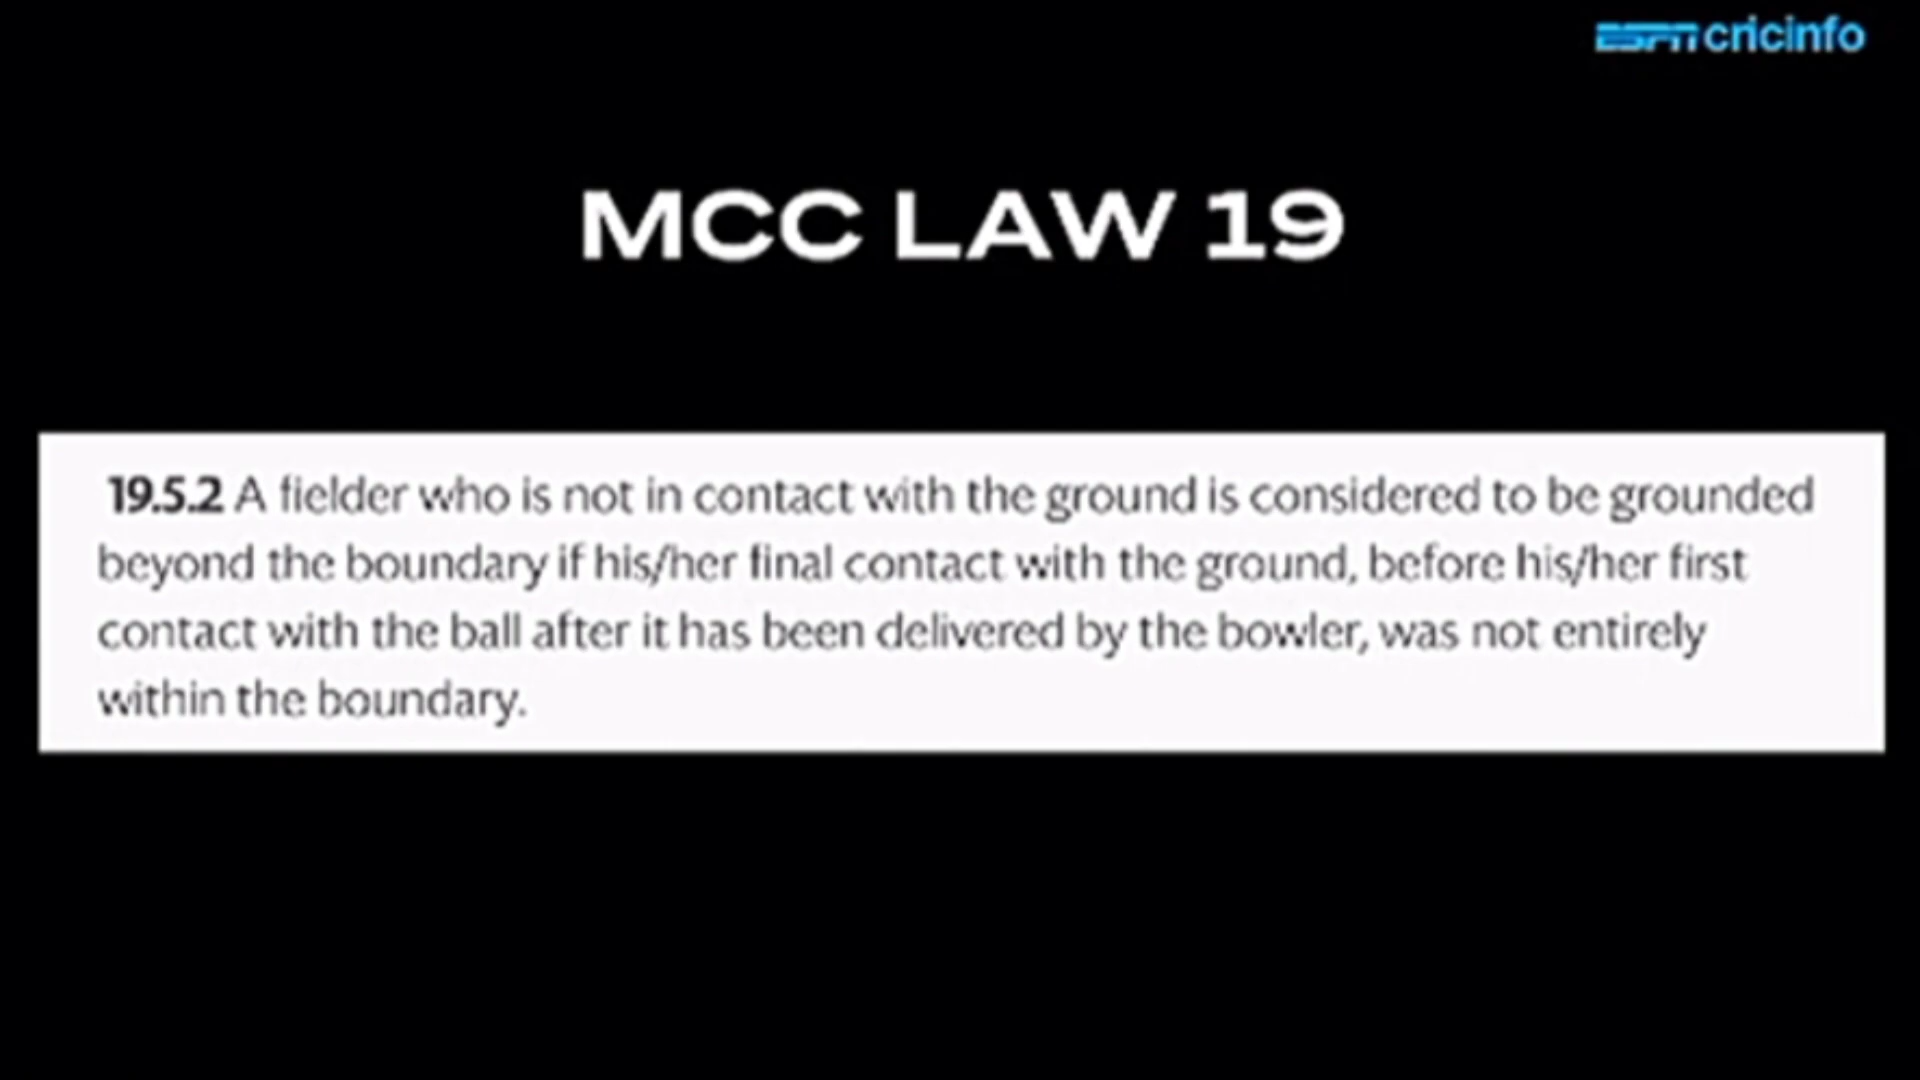 ESPN cricinfo
MCC LAW 19
19.5.2 A fielder who is not in contact with the ground is considered to be grounded
beyond the boundary if his/her final contact with the ground, before his/her first
contact with the ball after it has been delivered by the bowler, was not entirely
within the boundary.